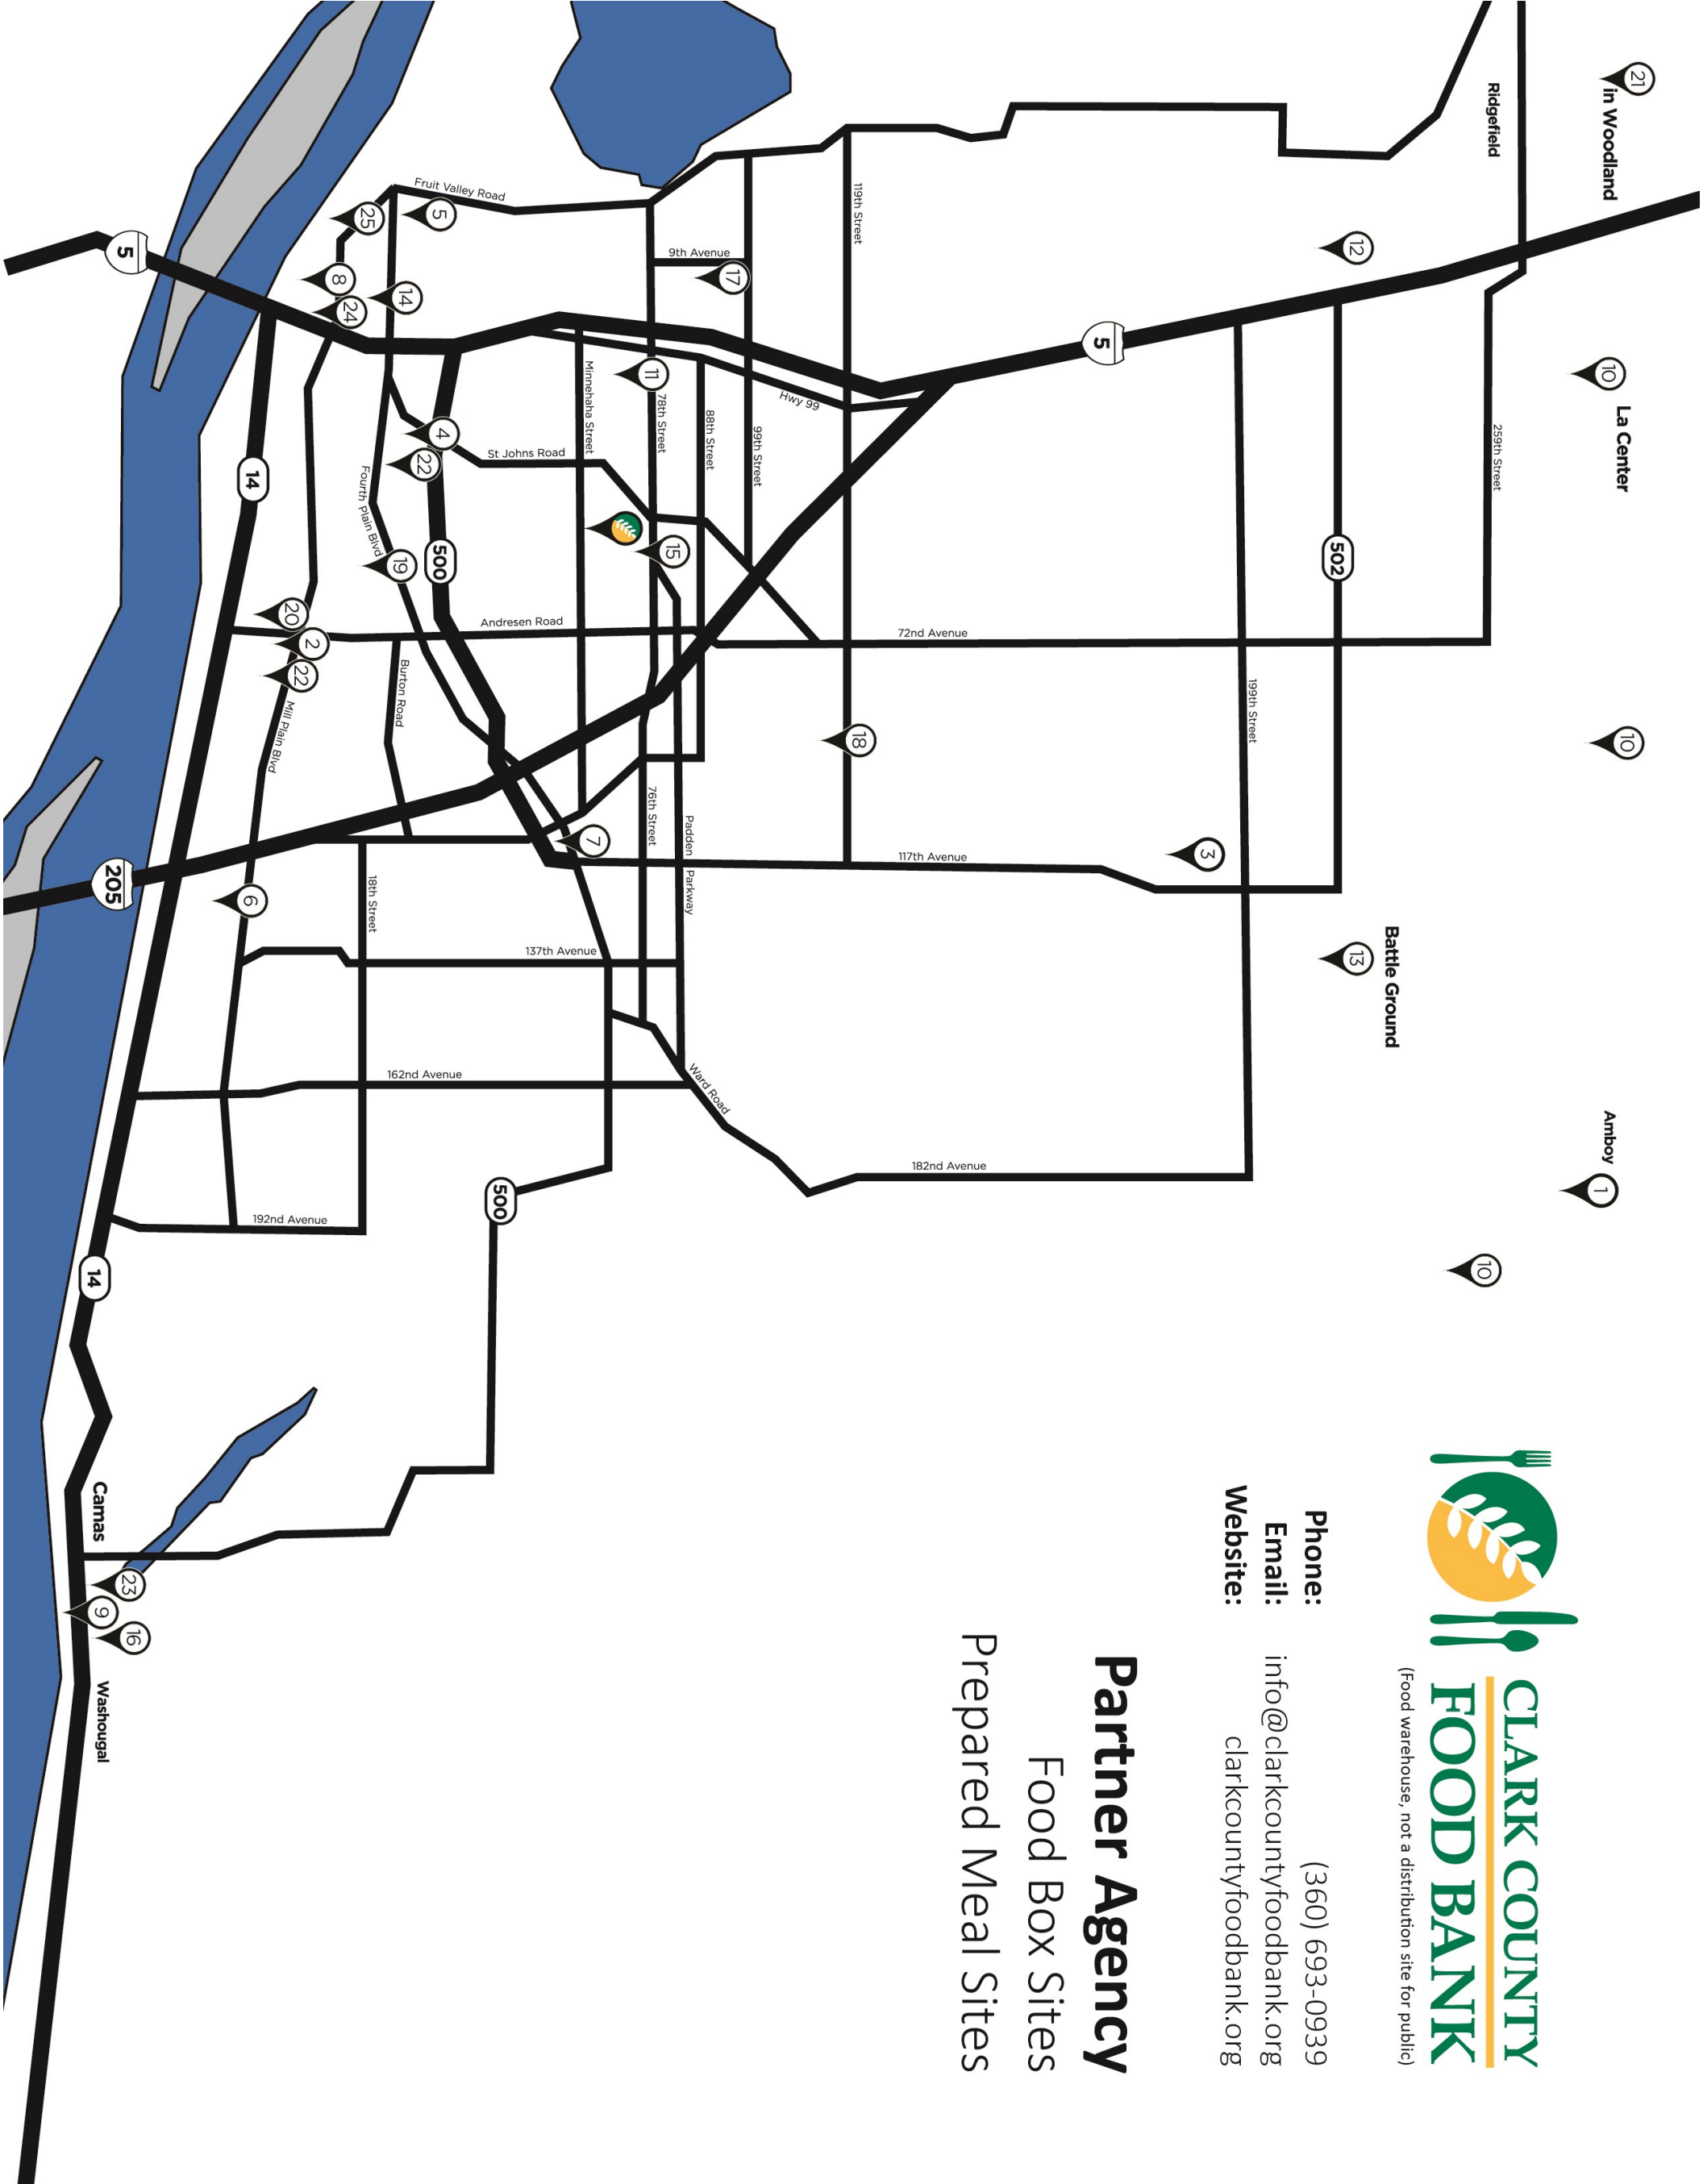 CLARK COUNTY
FOOD BANK
(Food warehouse, not a distribution site for public)
Phone: (360) 693-0939
Email: info@clarkcountyfoodbank.org
Website: clarkcountyfoodbank.org
Partner Agency
Food Box Sites
Prepared Meal Sites
21
in Woodland
10
La Center
10
Amboy
1
10
Ridgefield
259th Street
12
502
13
Battle Ground
199th Street
3
5
119th Street
72nd Avenue
18
117th Avenue
182nd Avenue
Hwy 99
99th Street
9th Avenue
17
88th Street
78th Street
11
15
Padden Parkway
76th Street
Ward Road
Minnehaha Street
St Johns Road
Andresen Road
7
137th Avenue
Fruit Valley Road
5
4
22
500
500
162nd Avenue
25
14
Fourth Plain Blvd
19
Burton Road
18th Street
8
24
20
2
22
Mill Plain Blvd
6
192nd Avenue
14
5
205
14
Camas
23
9
16
Washougal